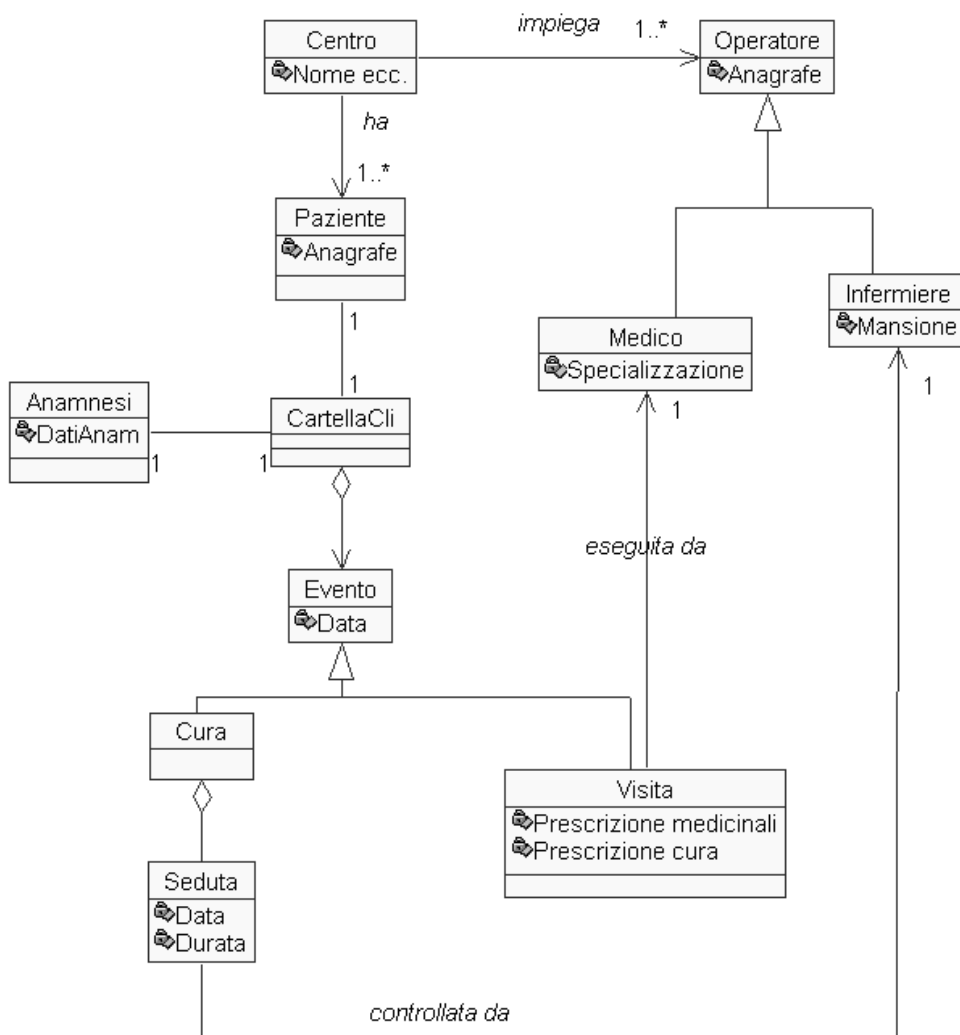 impiega
1..*
Centro
Nome ecc.
Operatore
Anagrafe
ha
1..*
Paziente
Anagrafe
1
1
Infermiere
Mansione
1
Medico
Specializzazione
1
Anamnesi
DatiAnam
1
1
CartellaCli
eseguita da
Evento
Data
Cura
Visita
Prescrizione medicinali
Prescrizione cura
Seduta
Data
Durata
controllata da